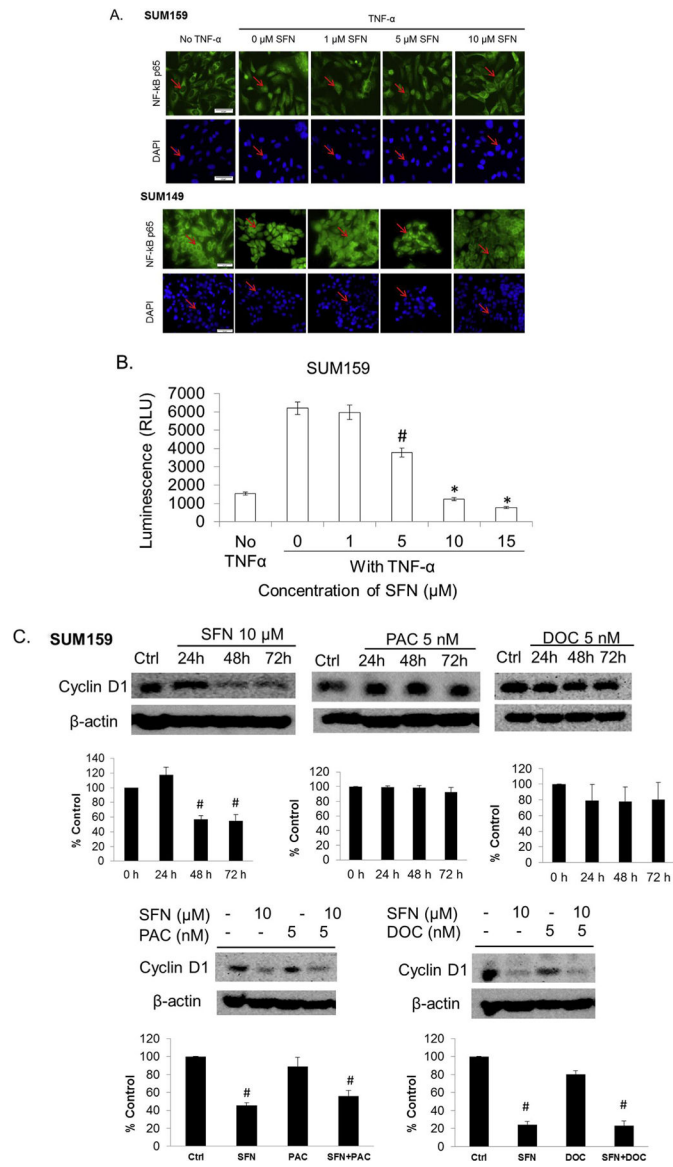 A. SUM159
TNF-α
No TNF-α 0 µM SFN 1 µM SFN 5 µM SFN 10 µM SFN
NF-kB p65
DAPI
SUM149
NF-kB p65
DAPI
B.
SUM159
Luminescence (RLU)
7000
6000
5000
4000
3000
2000
1000
0
#
*
*
No TNFα 0 1 5 10 15
With TNF-α
Concentration of SFN (µM)
C. SUM159
SFN 10 µM
Ctrl 24h 48h 72h
PAC 5 nM
Ctrl 24h 48h 72h
DOC 5 nM
Ctrl 24h 48h 72h
Cyclin D1
β-actin
% Control
140
120
100
80
60
40
20
0
# #
0 h 24 h 48 h 72 h
% Control
120
100
80
60
40
20
0
0 h 24 h 48 h 72 h
% Control
120
100
80
60
40
20
0
0 h 24 h 48 h 72 h
SFN (µM) - 10 - 10
PAC (nM) - - 5 5
Cyclin D1
β-actin
% Control
120
100
80
60
40
20
0
# #
Ctrl SFN PAC SFN+PAC
SFN (µM) - 10 - 10
DOC (nM) - - 5 5
Cyclin D1
β-actin
% Control
120
100
80
60
40
20
0
# #
Ctrl SFN DOC SFN+DOC